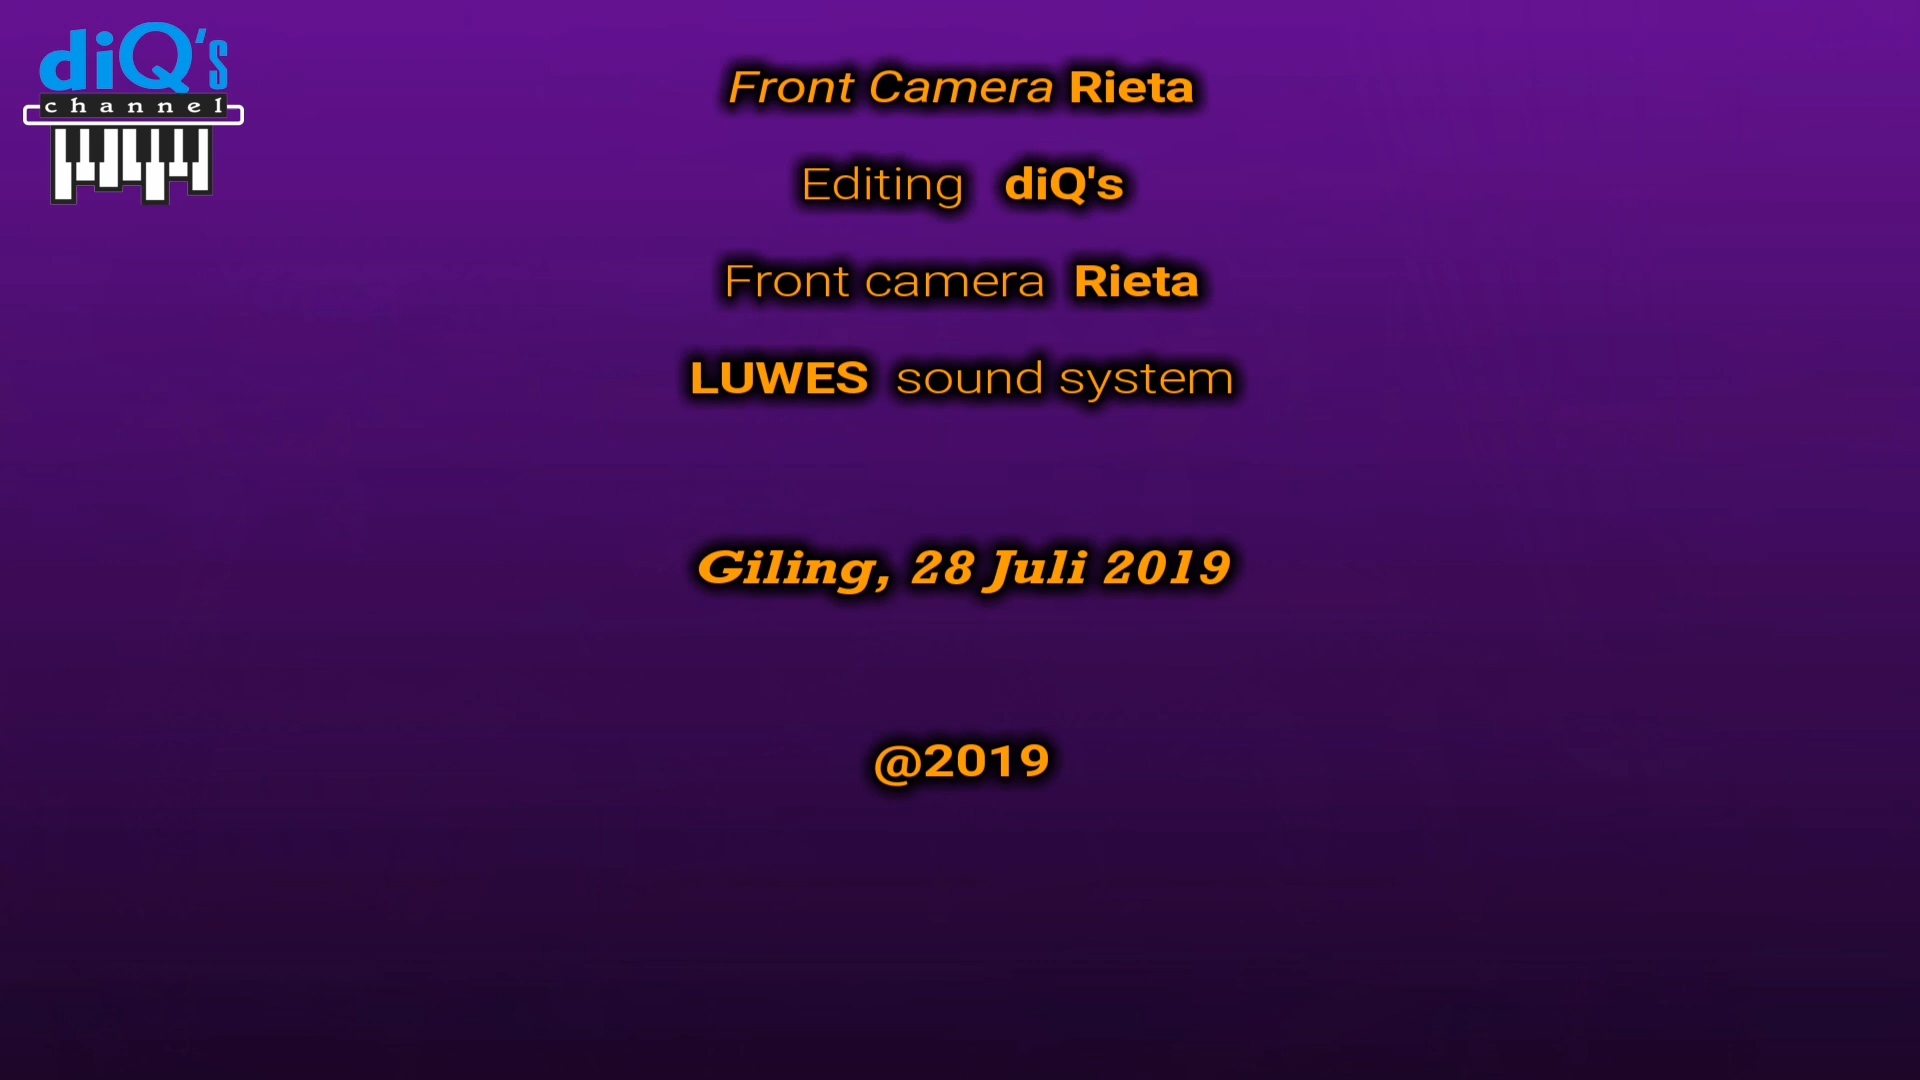 diQ's
channel
Front Camera Rieta
Editing diQ's
Front camera Rieta
LUWES sound system
Giling, 28 Juli 2019
@2019